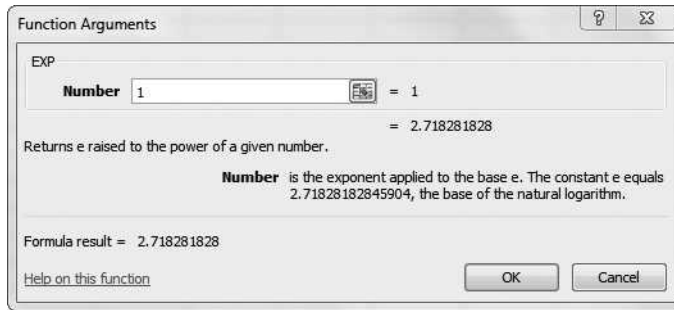 Function Arguments
EXP
Number 1 = 1
= 2.718281828
Returns e raised to the power of a given number.
Number is the exponent applied to the base e. The constant e equals
2.71828182845904, the base of the natural logarithm.
Formula result = 2.718281828
Help on this function OK Cancel